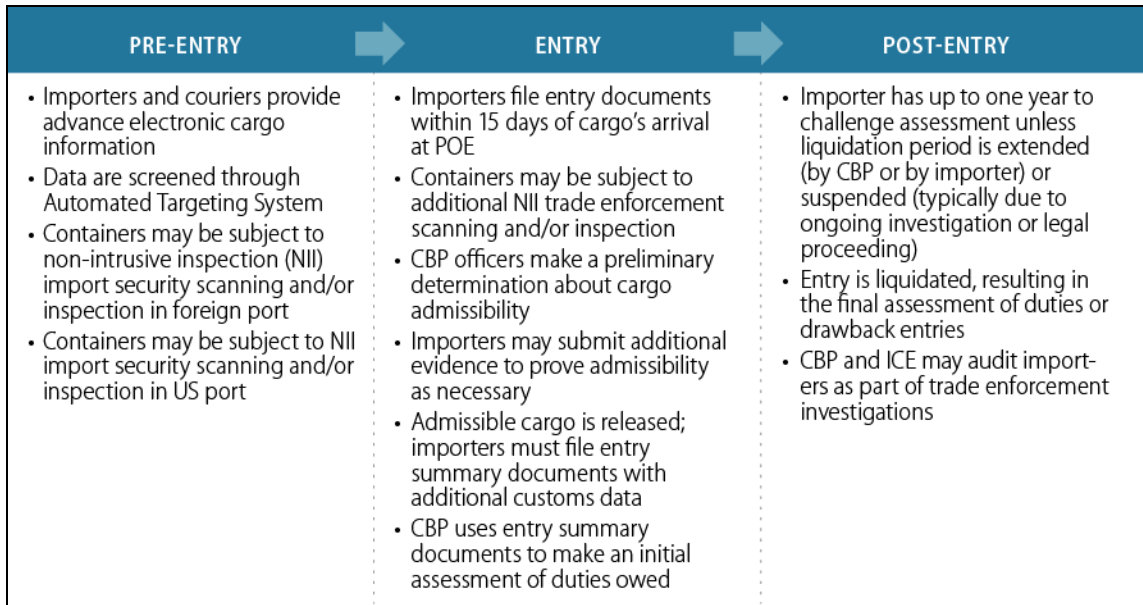 PRE-ENTRY
ENTRY
POST-ENTRY
• Importers and couriers provide
advance electronic cargo
information
• Data are screened through
Automated Targeting System
• Containers may be subject to
non-intrusive inspection (NII)
import security scanning and/or
inspection in foreign port
• Containers may be subject to NII
import security scanning and/or
inspection in US port
• Importers file entry documents
within 15 days of cargo's arrival
at POE
• Containers may be subject to
additional NII trade enforcement
scanning and/or inspection
• CBP officers make a preliminary
determination about cargo
admissibility
• Importers may submit additional
evidence to prove admissibility
as necessary
• Admissible cargo is released;
importers must file entry
summary documents with
additional customs data
• CBP uses entry summary
documents to make an initial
assessment of duties owed
• Importer has up to one year to
challenge assessment unless
liquidation period is extended
(by CBP or by importer) or
suspended (typically due to
ongoing investigation or legal
proceeding)
• Entry is liquidated, resulting in
the final assessment of duties or
drawback entries
• CBP and ICE may audit import-
ers as part of trade enforcement
investigations